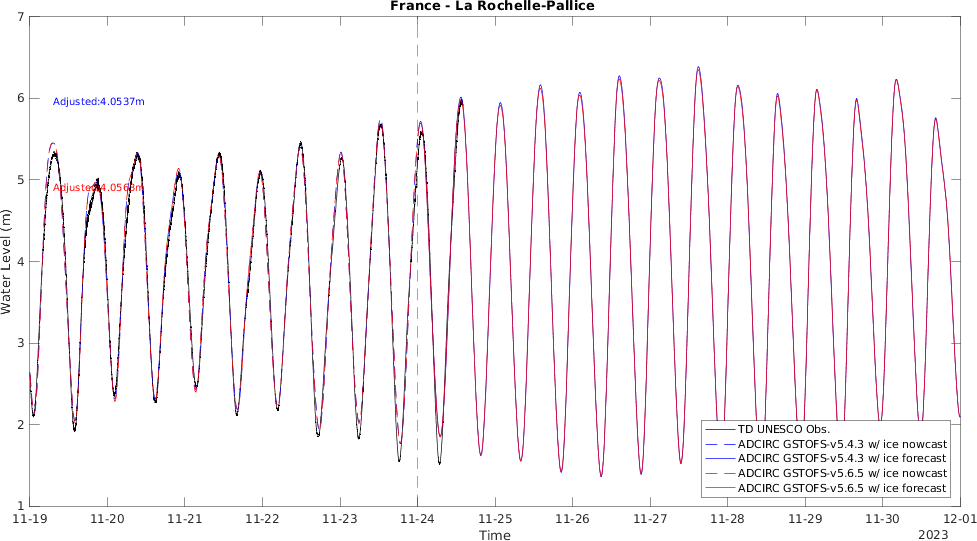 France - La Rochelle-Pallice
7
6
5
4
3
2
1
Water Level (m)
Adjusted:4.0537m
Adjusted:4.0563m
TD UNESCO Obs.
ADCIRC GSTOFS-v5.4.3 w/ ice nowcast
ADCIRC GSTOFS-v5.4.3 w/ ice forecast
ADCIRC GSTOFS-v5.6.5 w/ ice nowcast
ADCIRC GSTOFS-v5.6.5 w/ ice forecast
11-19 11-20 11-21 11-22 11-23 11-24 11-25 11-26 11-27 11-28 11-29 11-30 12-01
Time
2023